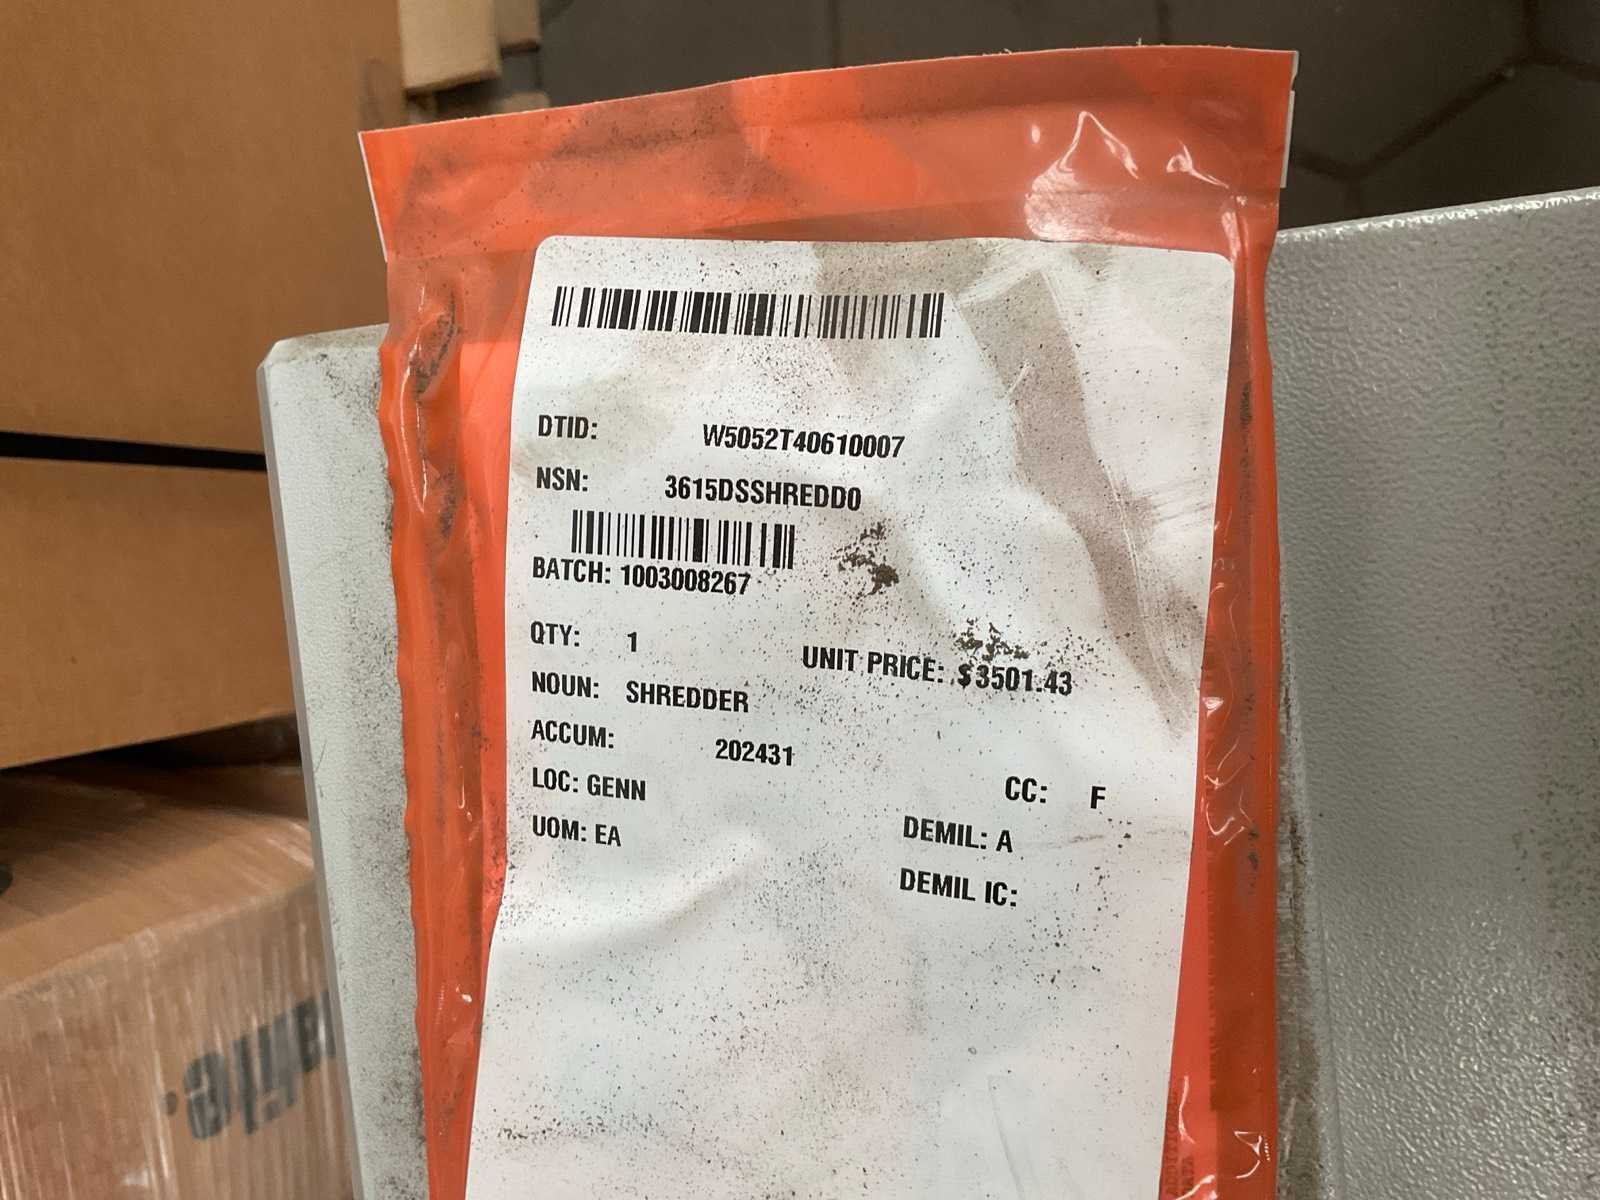 DTID: W5052T40610007
NSN: 3615DSSHREDD0
BATCH: 1003008267
QTY: 1 UNIT PRICE: $3501.43
NOUN: SHREDDER
ACCUM: 202431
LOC: GENN CC: F
UOM: EA DEMIL: A
DEMIL IC: